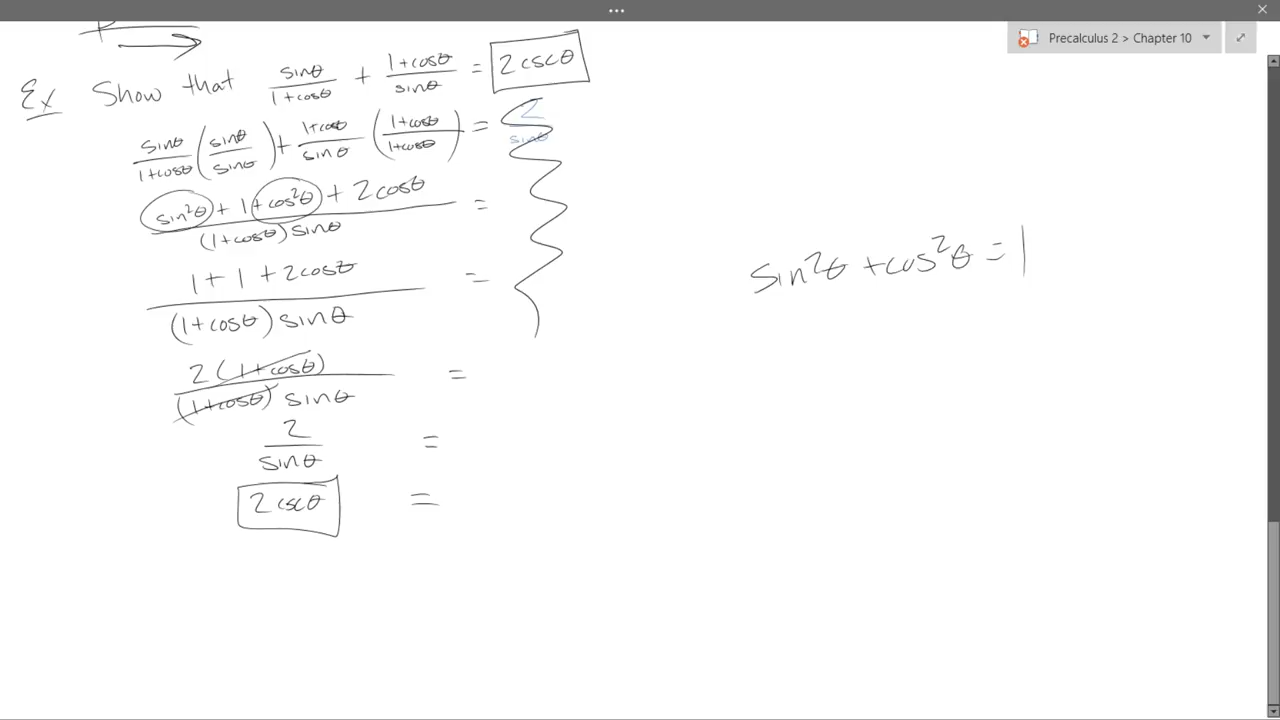 Precalculus 2 > Chapter 10
Ex Show that sinθ/(1+cosθ) + (1+cosθ)/sinθ = 2cscθ
sinθ/(1+cosθ) (sinθ/sinθ) + (1+cosθ)/sinθ ((1+cosθ)/(1+cosθ)) = 2/sinθ
(sin²θ + 1 + cos²θ + 2cosθ)/((1+cosθ)sinθ) =
sin²θ + cos²θ = 1
(1 + 1 + 2cosθ)/((1+cosθ)sinθ) =
2(1+cosθ)/((1+cosθ)sinθ) =
2/sinθ =
2cscθ =